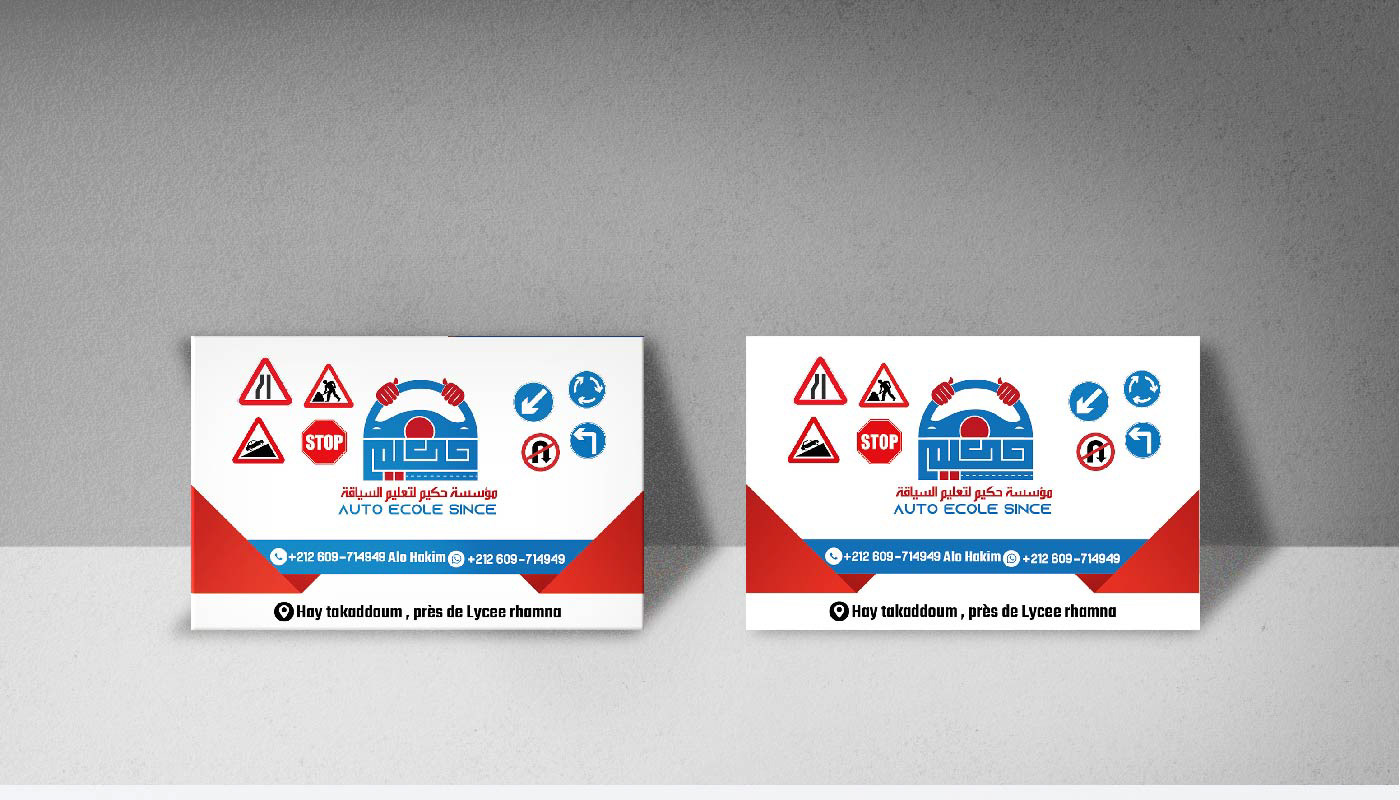 STOP
حكيم
مؤسسة حكيم لتعليم السياقة
AUTO ECOLE SINCE
+212 609-714949 Alo Hakim +212 609-714949
Hay takaddoum , près de Lycee rhamna
STOP
حكيم
مؤسسة حكيم لتعليم السياقة
AUTO ECOLE SINCE
+212 609-714949 Alo Hakim +212 609-714949
Hay takaddoum , près de Lycee rhamna